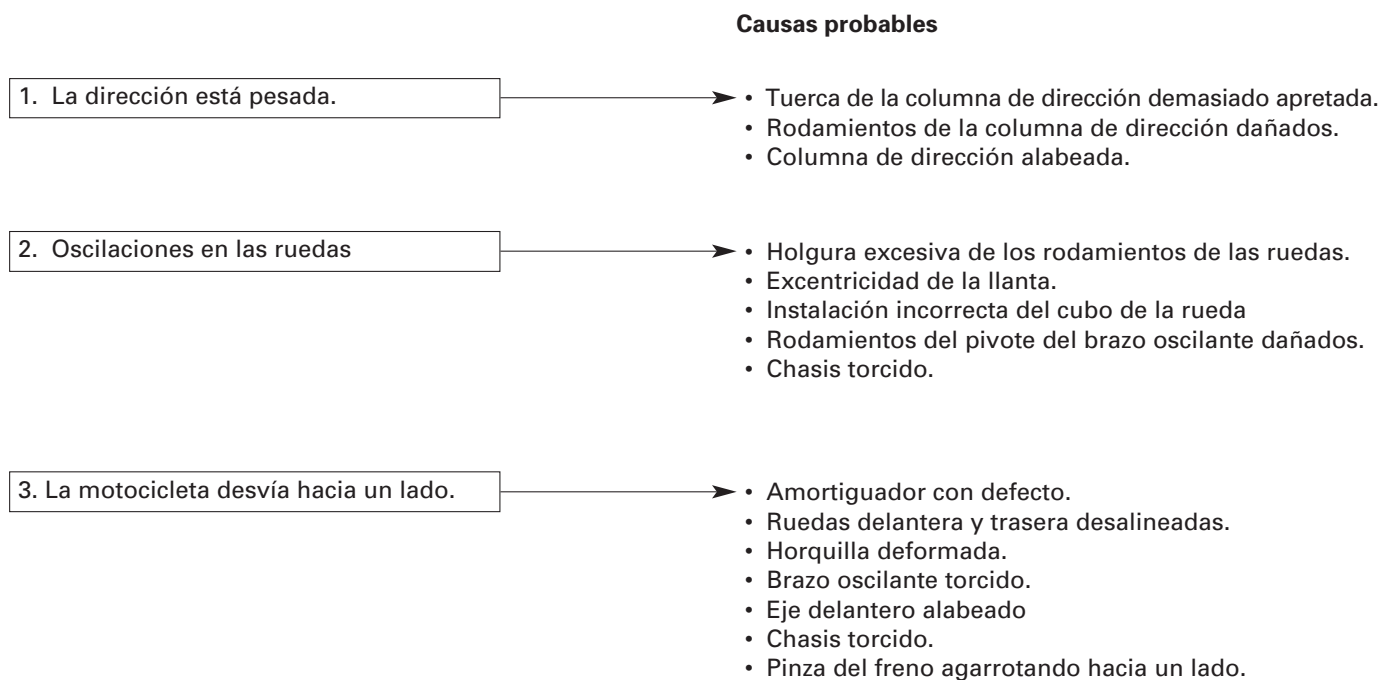 Causas probables
1. La dirección está pesada.
• Tuerca de la columna de dirección demasiado apretada.
• Rodamientos de la columna de dirección dañados.
• Columna de dirección alabeada.
2. Oscilaciones en las ruedas
• Holgura excesiva de los rodamientos de las ruedas.
• Excentricidad de la llanta.
• Instalación incorrecta del cubo de la rueda
• Rodamientos del pivote del brazo oscilante dañados.
• Chasis torcido.
3. La motocicleta desvía hacia un lado.
• Amortiguador con defecto.
• Ruedas delantera y trasera desalineadas.
• Horquilla deformada.
• Brazo oscilante torcido.
• Eje delantero alabeado
• Chasis torcido.
• Pinza del freno agarrotando hacia un lado.